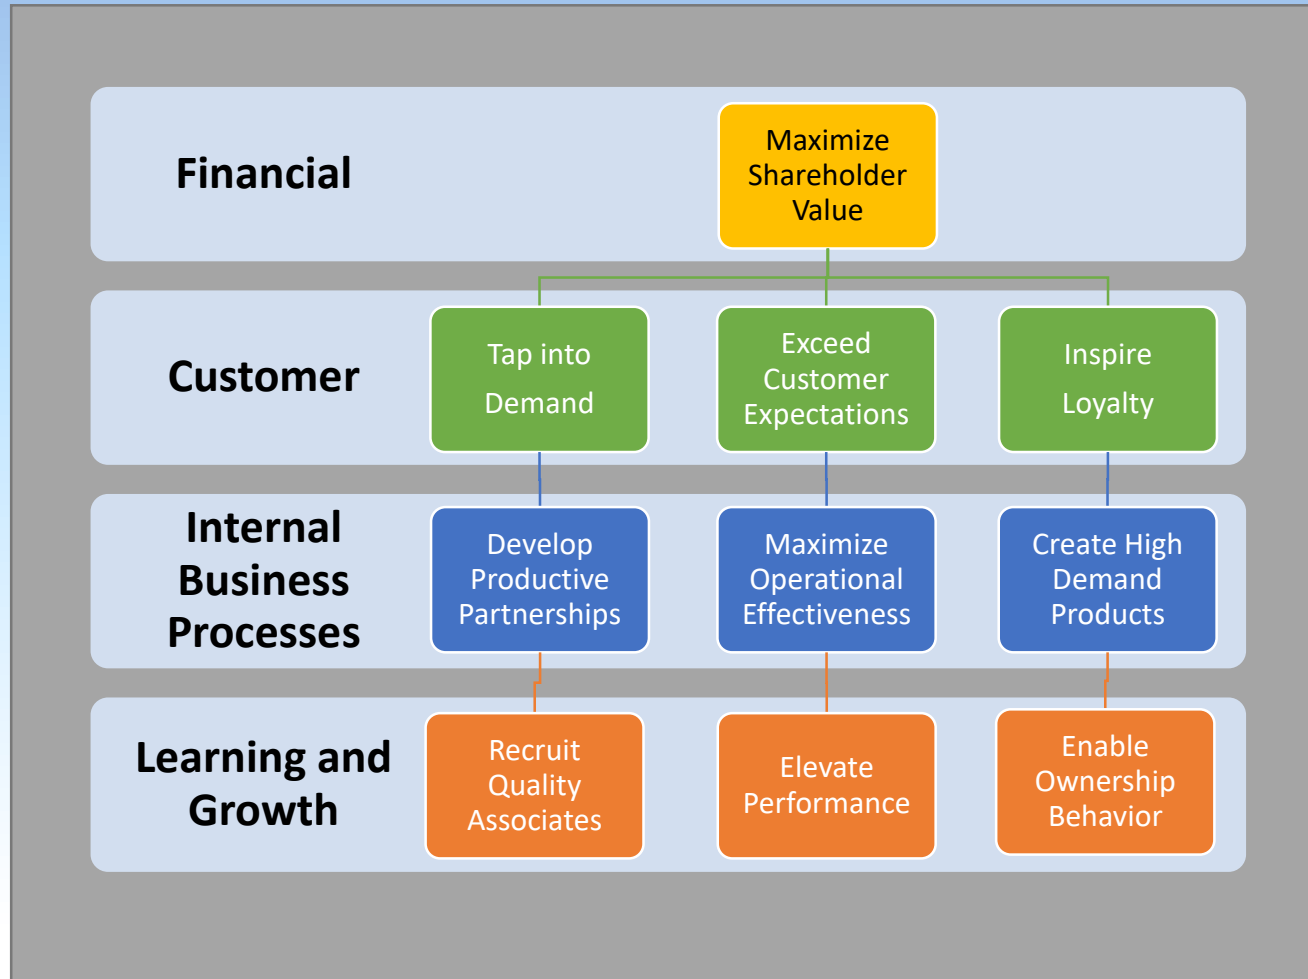 Financial
Maximize
Shareholder
Value
Customer
Tap into
Demand
Exceed
Customer
Expectations
Inspire
Loyalty
Internal
Business
Processes
Develop
Productive
Partnerships
Maximize
Operational
Effectiveness
Create High
Demand
Products
Learning and
Growth
Recruit
Quality
Associates
Elevate
Performance
Enable
Ownership
Behavior